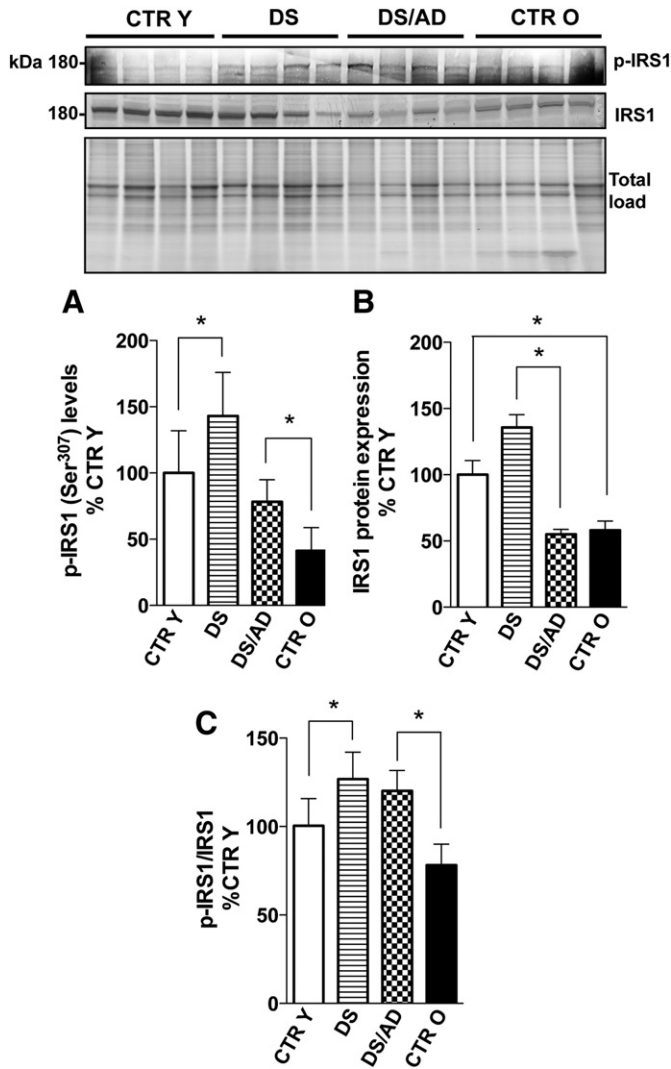 CTR Y DS DS/AD CTR O
kDa 180 p-IRS1
180 IRS1
Total
load
A
p-IRS1 (Ser307) levels
% CTR Y
200
150
100
50
0
* *
CTR Y DS DS/AD CTR O
B
IRS1 protein expression
% CTR Y
200
150
100
50
0
*
*
CTR Y DS DS/AD CTR O
C
p-IRS1/IRS1
%CTR Y
150
100
50
0
* *
CTR Y DS DS/AD CTR O